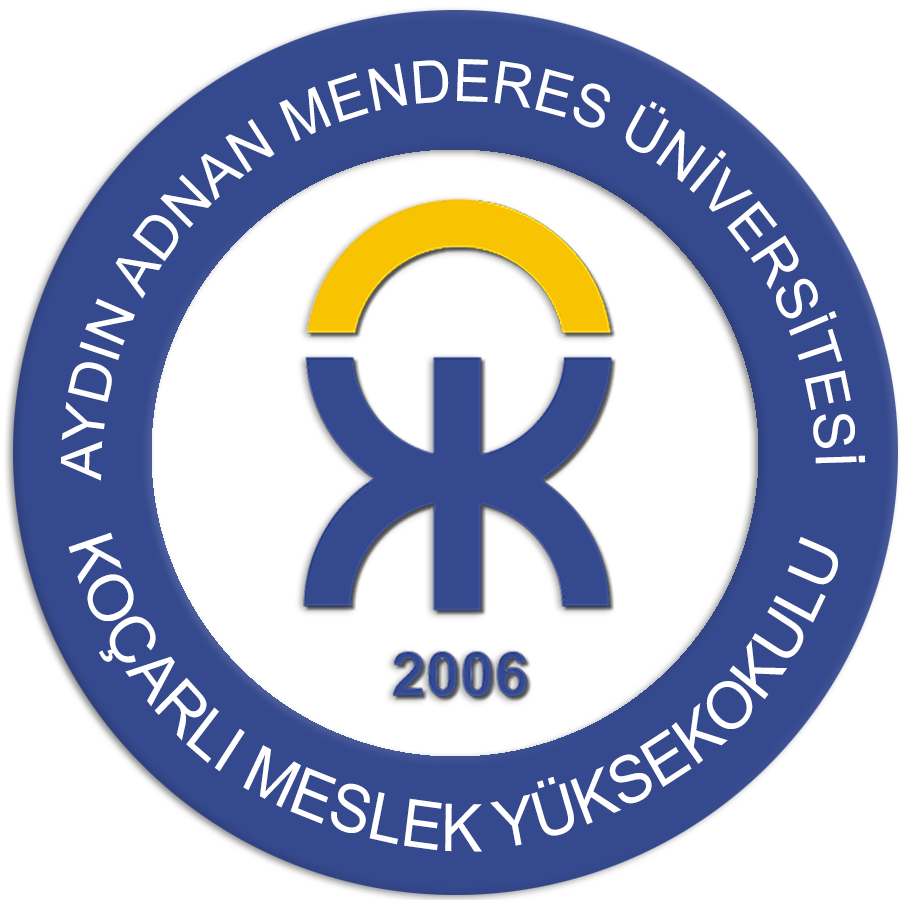 AYDIN ADNAN MENDERES ÜNİVERSİTESİ
2006
KOÇARLI MESLEK YÜKSEKOKULU